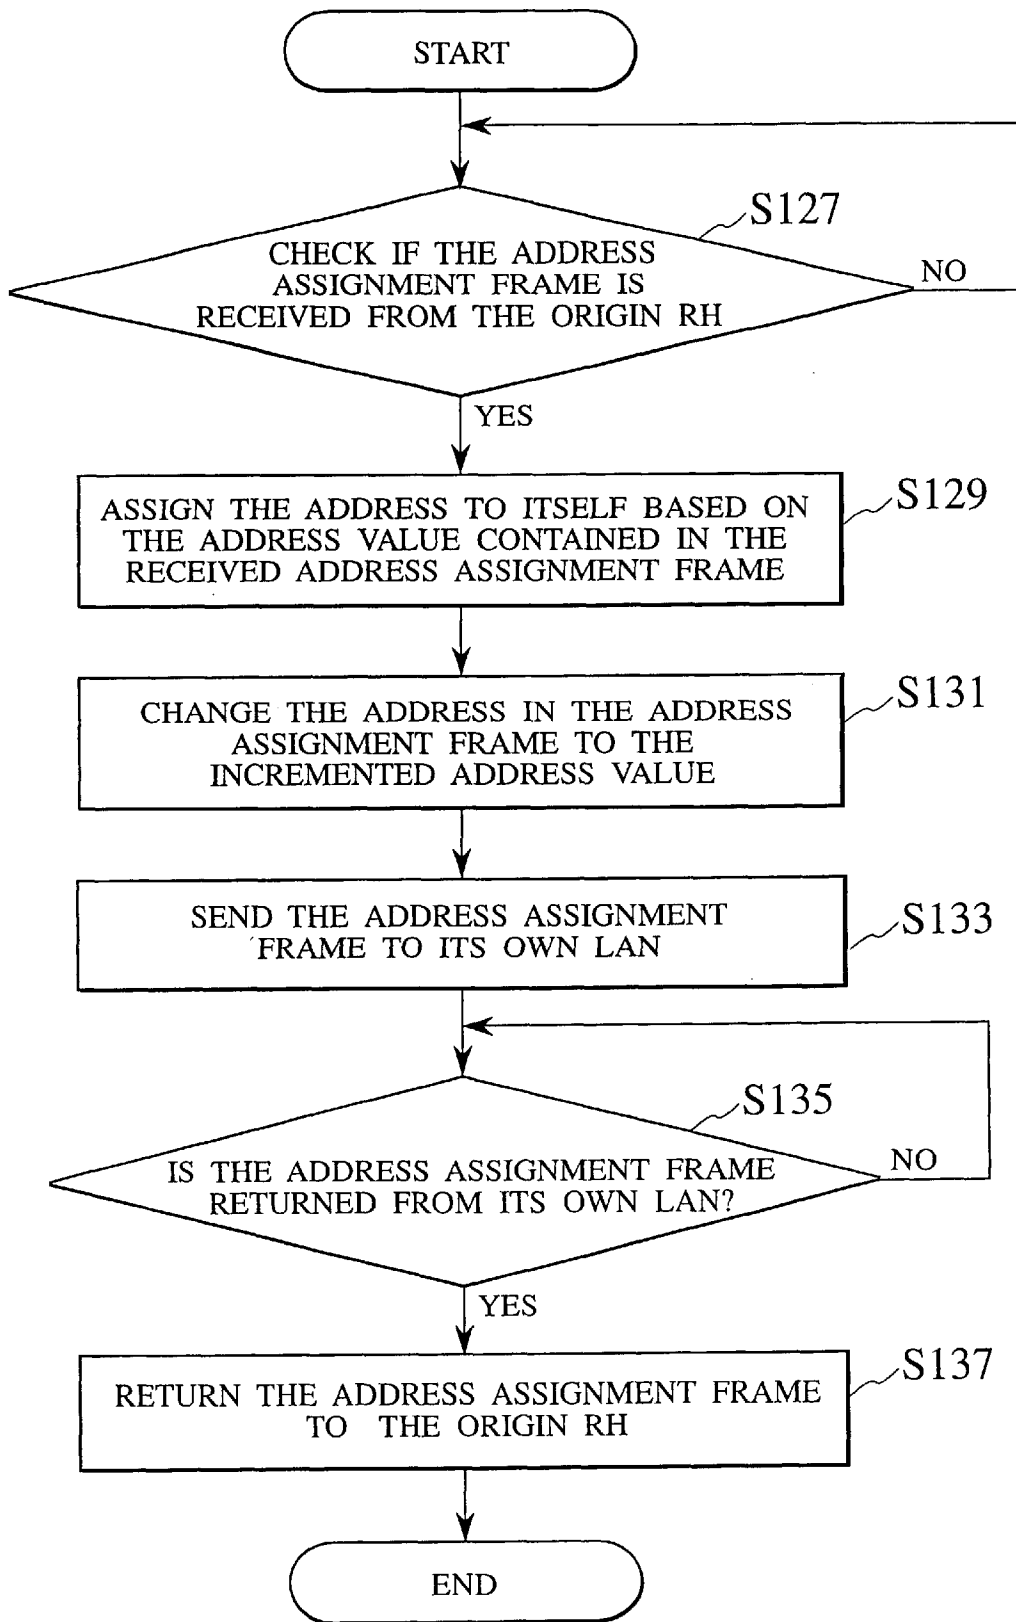 START
S127
CHECK IF THE ADDRESS
ASSIGNMENT FRAME IS
RECEIVED FROM THE ORIGIN RH
NO
YES
S129
ASSIGN THE ADDRESS TO ITSELF BASED ON
THE ADDRESS VALUE CONTAINED IN THE
RECEIVED ADDRESS ASSIGNMENT FRAME
S131
CHANGE THE ADDRESS IN THE ADDRESS
ASSIGNMENT FRAME TO THE
INCREMENTED ADDRESS VALUE
S133
SEND THE ADDRESS ASSIGNMENT
FRAME TO ITS OWN LAN
S135
IS THE ADDRESS ASSIGNMENT FRAME
RETURNED FROM ITS OWN LAN?
NO
YES
S137
RETURN THE ADDRESS ASSIGNMENT FRAME
TO THE ORIGIN RH
END